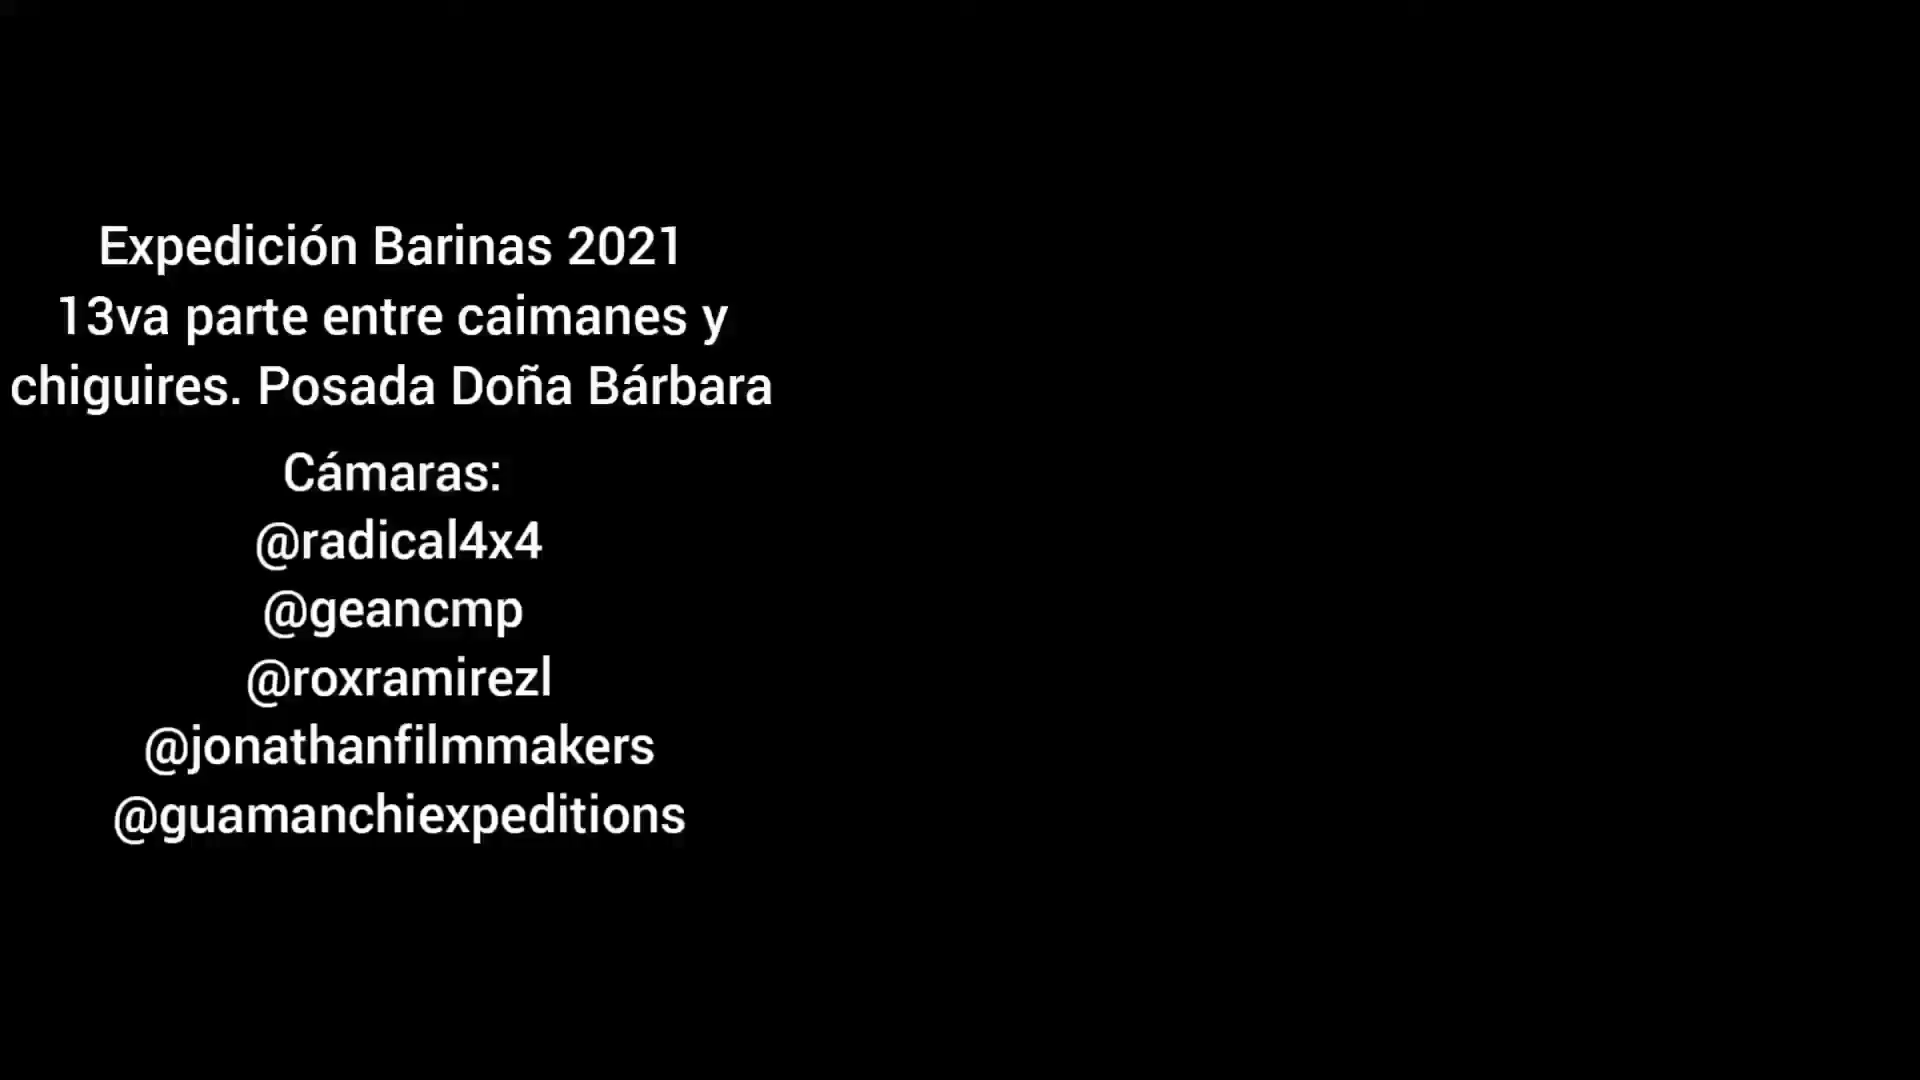 Expedición Barinas 2021
13va parte entre caimanes y
chiguires. Posada Doña Bárbara
Cámaras:
@radical4x4
@geancmp
@roxramirezl
@jonathanfilmmakers
@guamanchiexpeditions